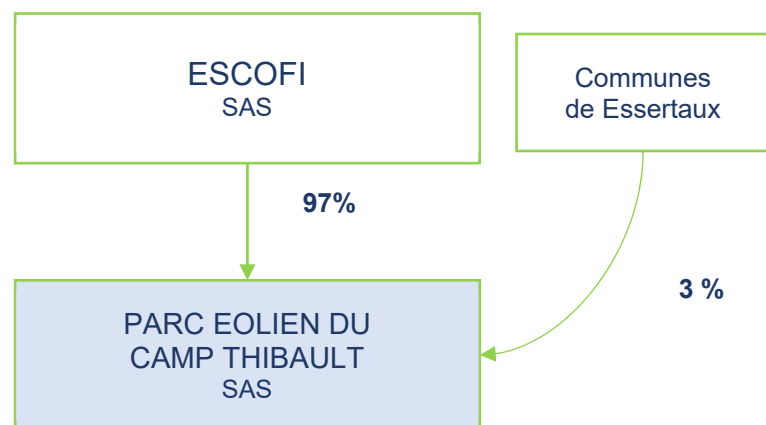 ESCOFI
SAS
Communes
de Essertaux
97%
3 %
PARC EOLIEN DU
CAMP THIBAULT
SAS